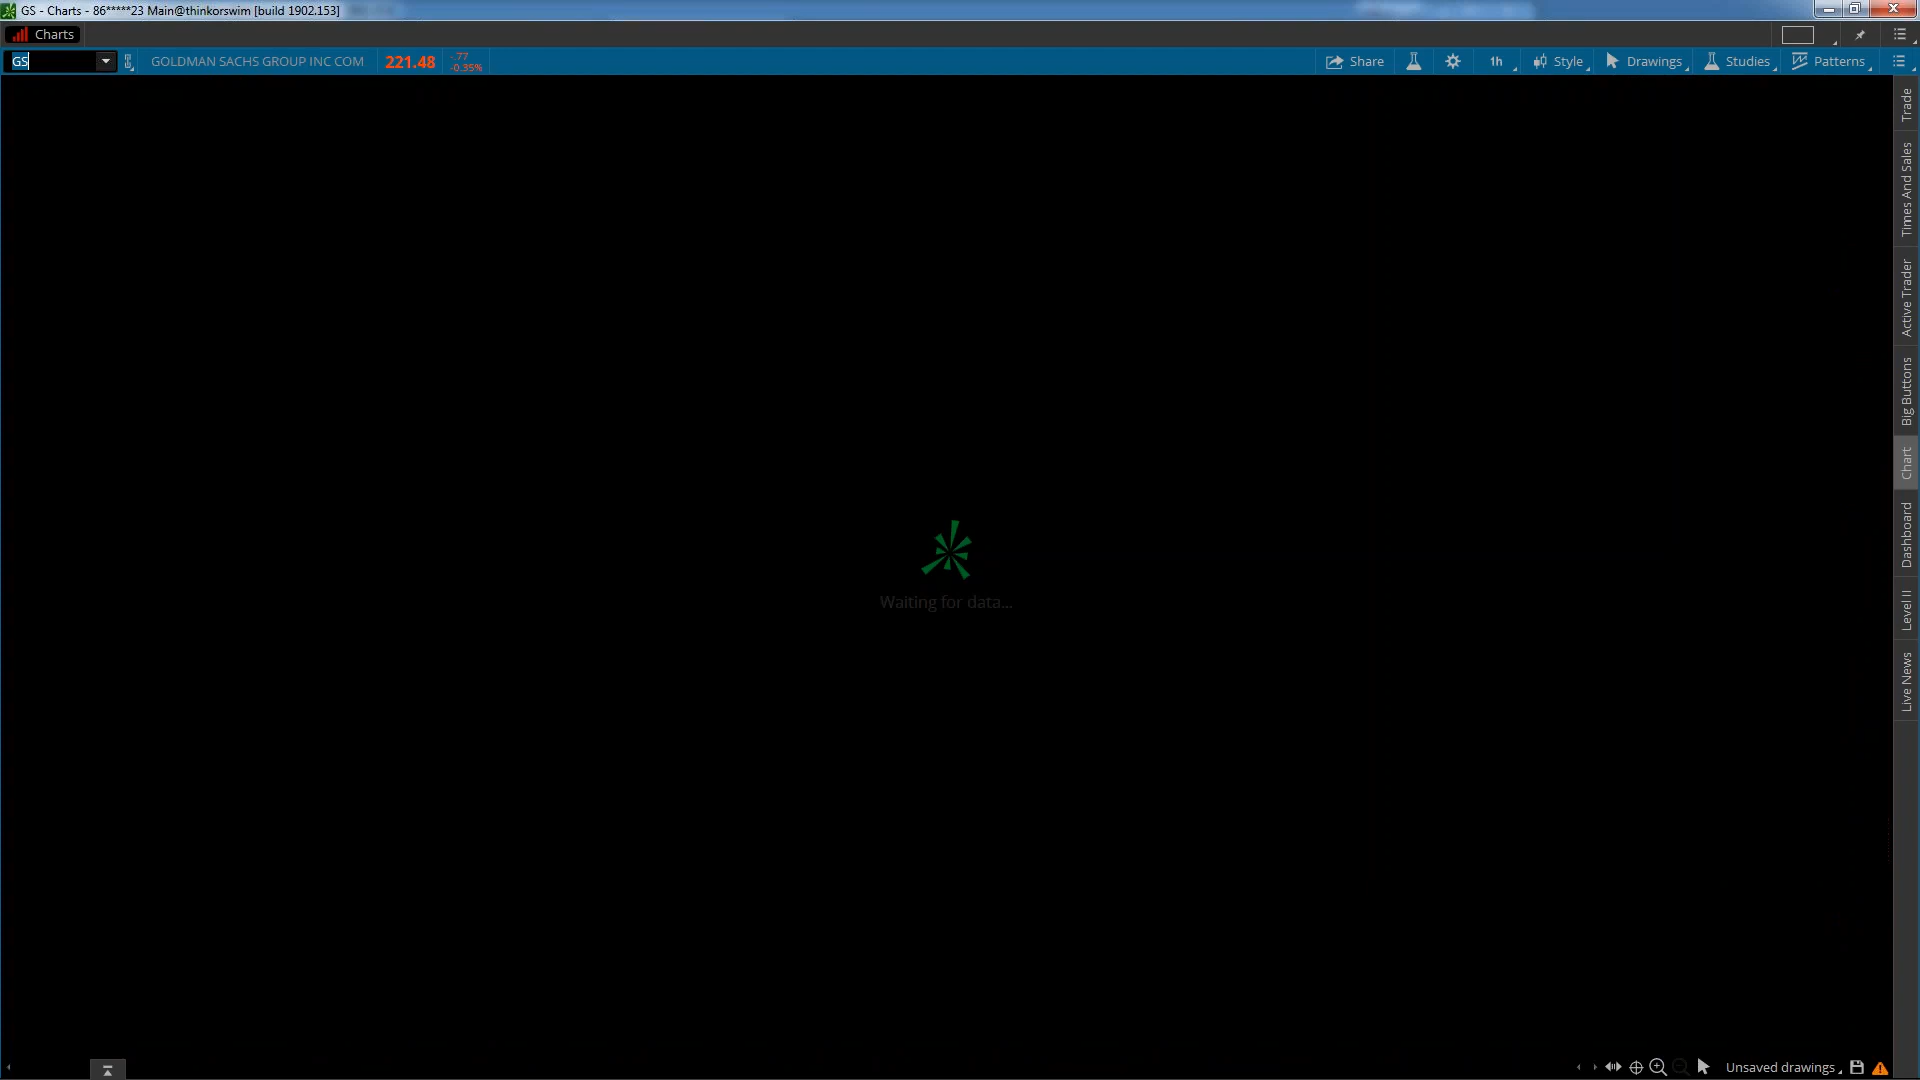 GS - Charts - 86*****23 Main@thinkorswim [build 1902.153]
Charts
GS
GOLDMAN SACHS GROUP INC COM
221.48
-.77
-0.35%
Share
1h
Style
Drawings
Studies
Patterns
Trade
Times And Sales
Active Trader
Big Buttons
Chart
Dashboard
Level II
Live News
Waiting for data...
Unsaved drawings